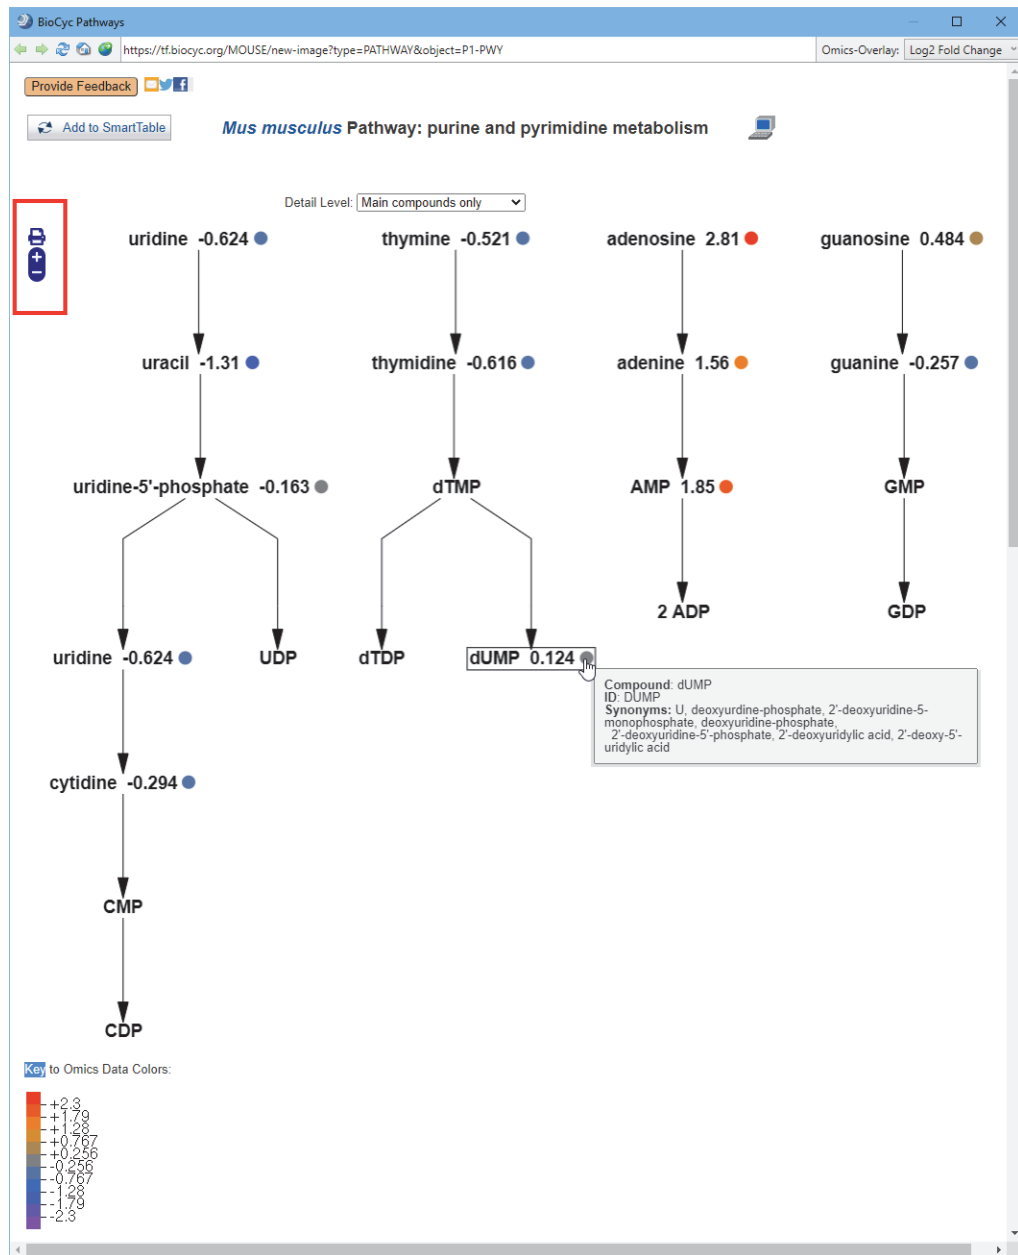 BioCyc Pathways
https://tf.biocyc.org/MOUSE/new-image?type=PATHWAY&object=P1-PWY Omics-Overlay: Log2 Fold Change
Provide Feedback
Add to SmartTable Mus musculus Pathway: purine and pyrimidine metabolism
Detail Level: Main compounds only
uridine -0.624 thymine -0.521 adenosine 2.81 guanosine 0.484
uracil -1.31 thymidine -0.616 adenine 1.56 guanine -0.257
uridine-5'-phosphate -0.163 dTMP AMP 1.85 GMP
2 ADP GDP
uridine -0.624 UDP dTDP dUMP 0.124
Compound: dUMP
ID: DUMP
Synonyms: U, deoxyurdine-phosphate, 2'-deoxyuridine-5-
monophosphate, deoxyuridine-phosphate,
2'-deoxyuridine-5'-phosphate, 2'-deoxyuridylic acid, 2'-deoxy-5'-
uridylic acid
cytidine -0.294
CMP
CDP
Key to Omics Data Colors:
+2.3
+1.79
+1.28
+0.767
+0.256
-0.256
-0.767
-1.28
-1.79
-2.3